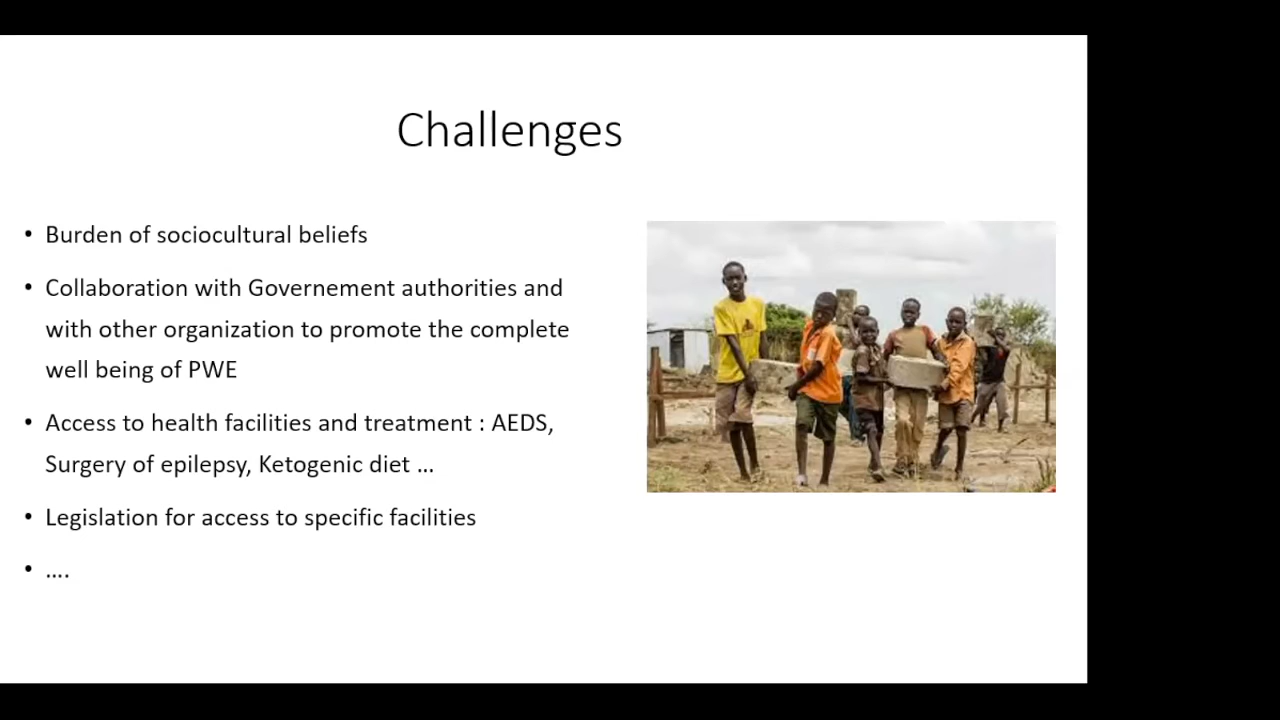 Challenges
• Burden of sociocultural beliefs
• Collaboration with Governement authorities and
with other organization to promote the complete
well being of PWE
• Access to health facilities and treatment : AEDS,
Surgery of epilepsy, Ketogenic diet ...
• Legislation for access to specific facilities
• ....